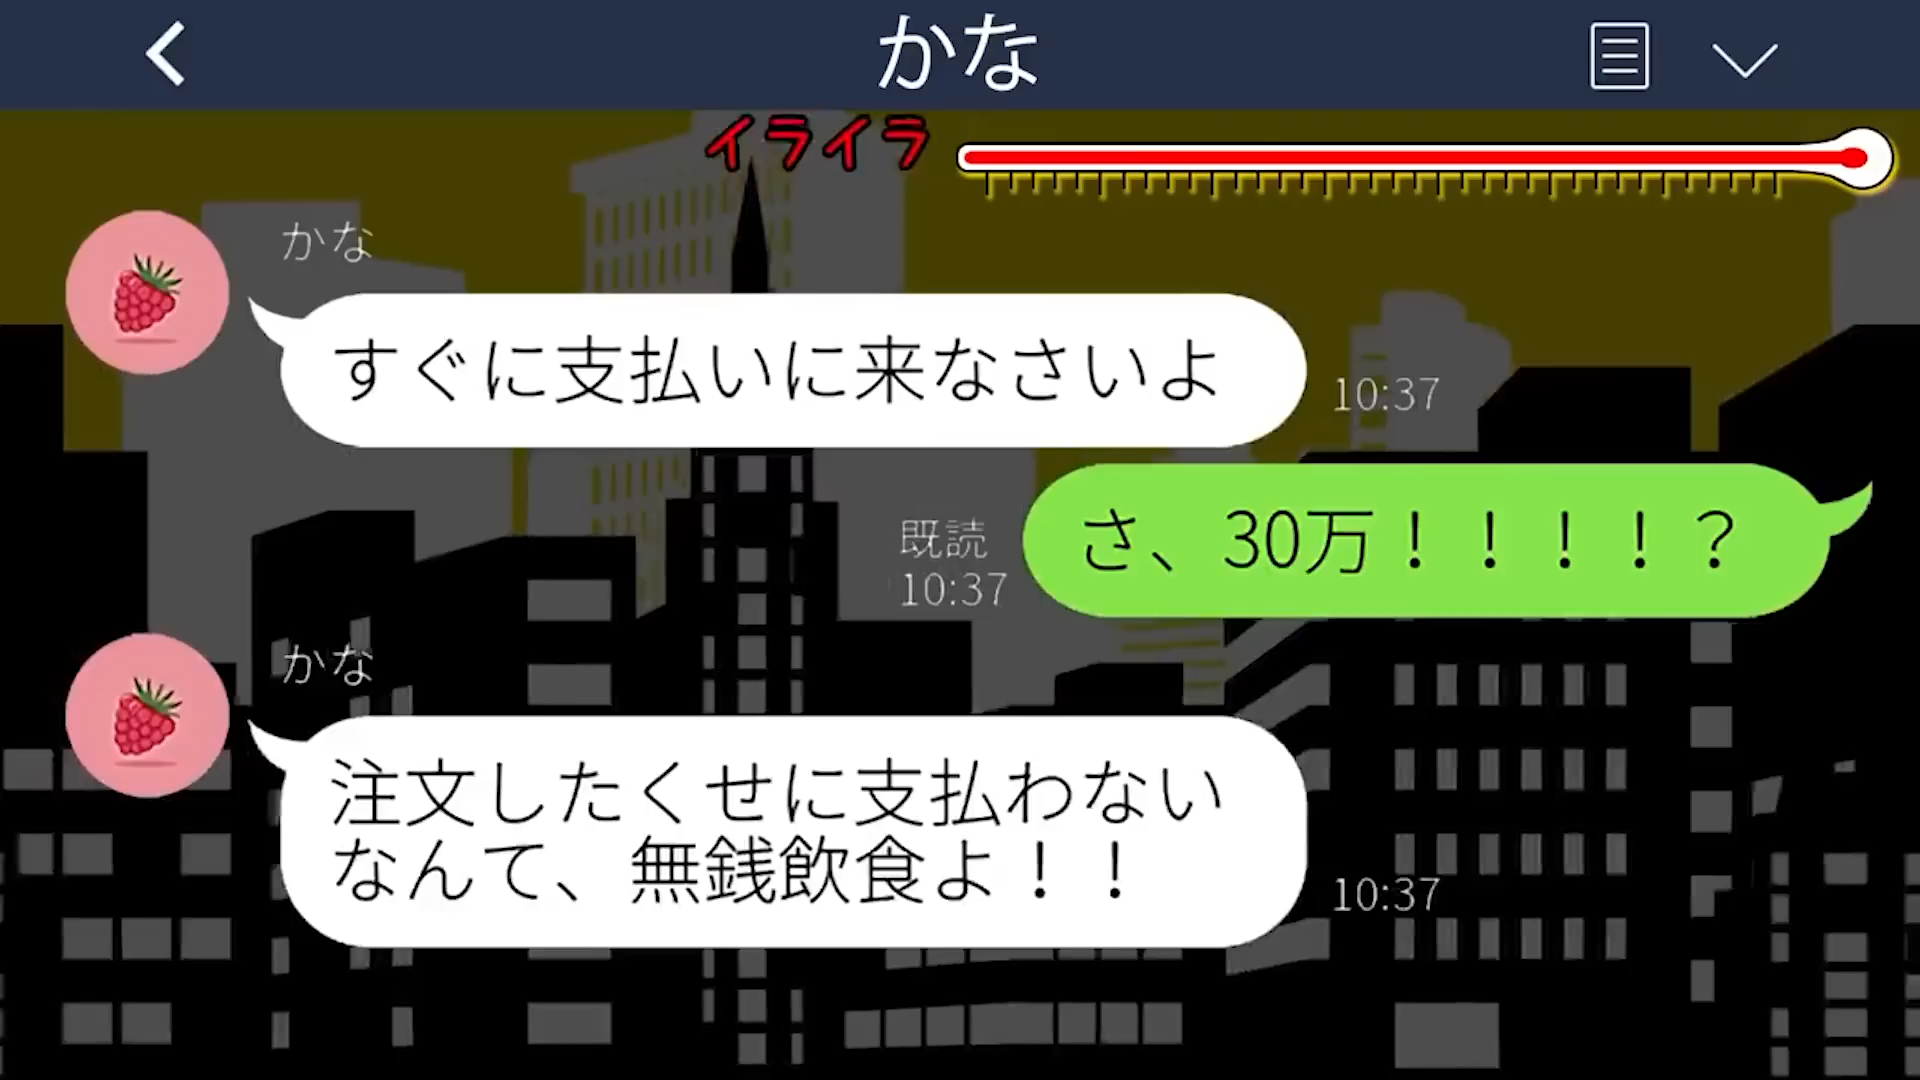 かな
イライラ
かな
すぐに支払いに来なさいよ
10:37
さ、30万！！！！？
既読
10:37
かな
注文したくせに支払わない
なんて、無銭飲食よ！！
10:37